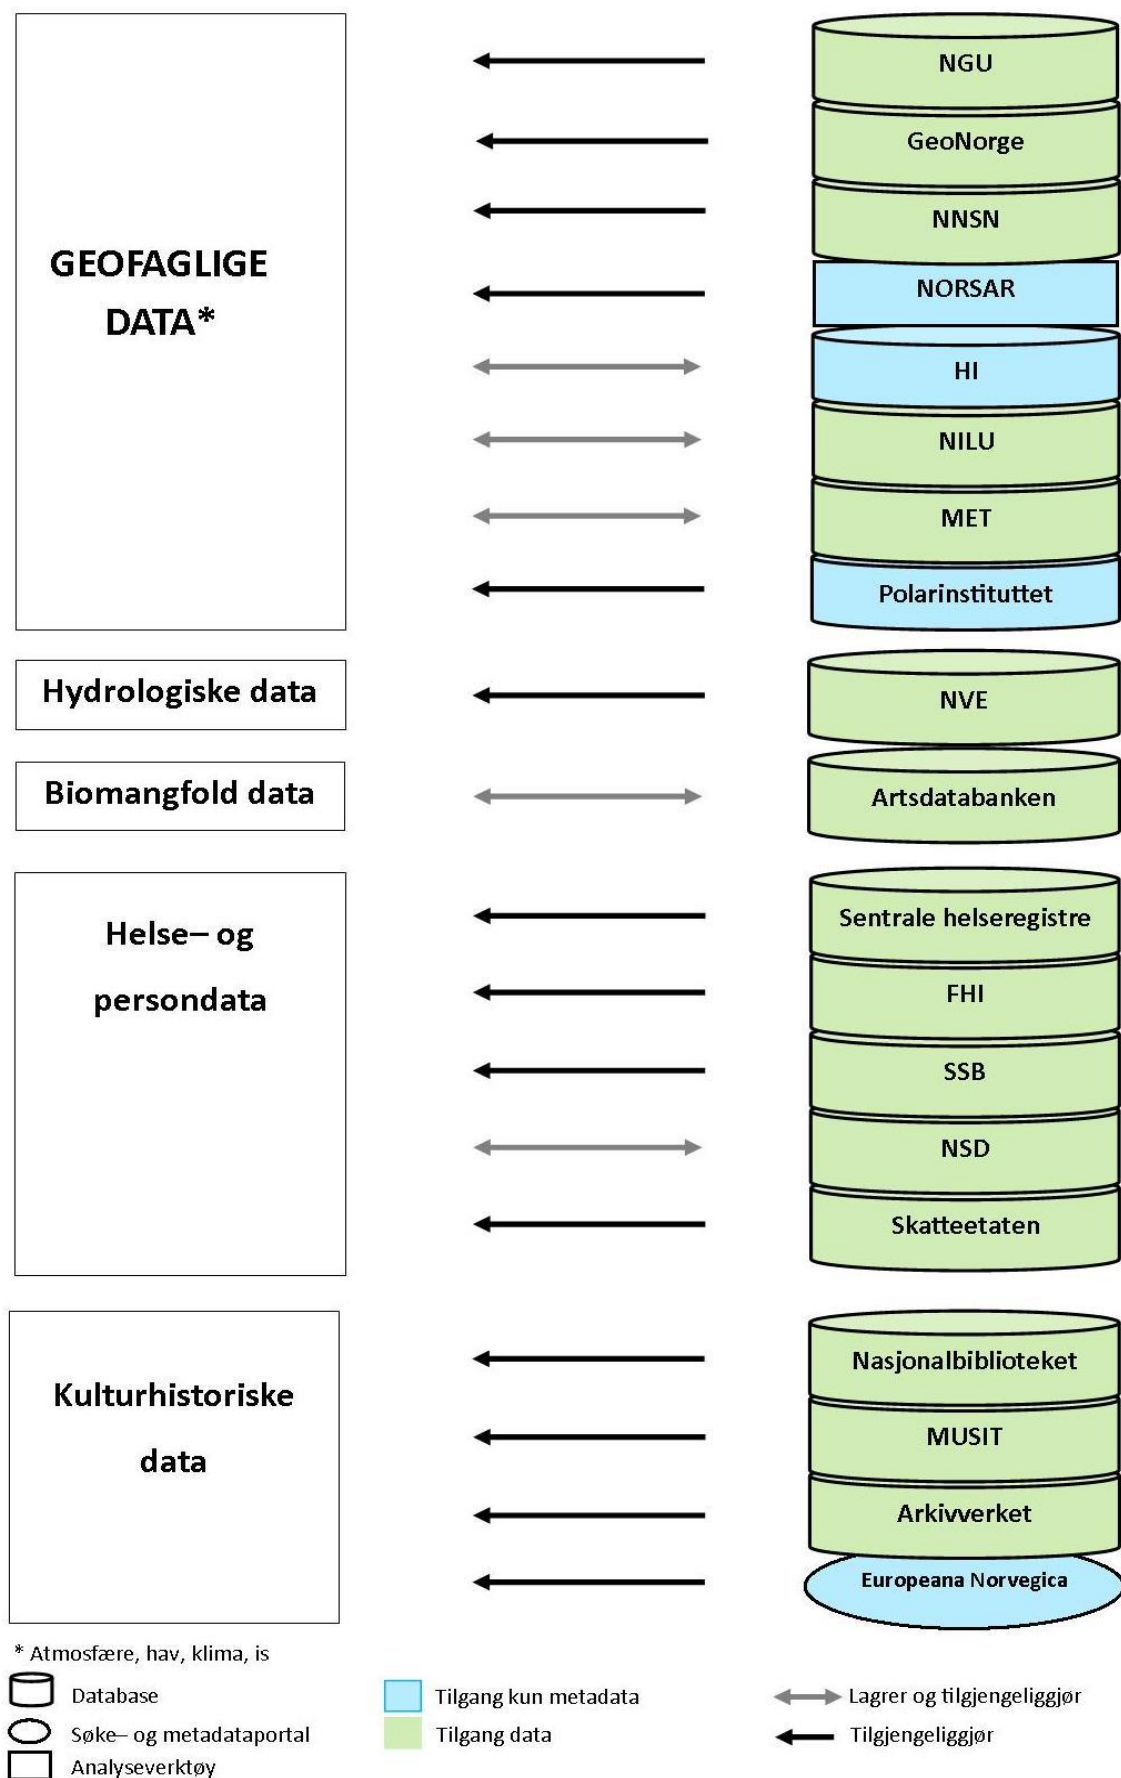 GEOFAGLIGE
DATA*
NGU
GeoNorge
NNSN
NORSAR
HI
NILU
MET
Polarinstituttet
Hydrologiske data
NVE
Biomangfold data
Artsdatabanken
Helse– og
persondata
Sentrale helseregistre
FHI
SSB
NSD
Skatteetaten
Kulturhistoriske
data
Nasjonalbiblioteket
MUSIT
Arkivverket
Europeana Norvegica
* Atmosfære, hav, klima, is
Database
Søke– og metadataportal
Analyseverktøy
Tilgang kun metadata
Tilgang data
Lagrer og tilgjengeliggjør
Tilgjengeliggjør